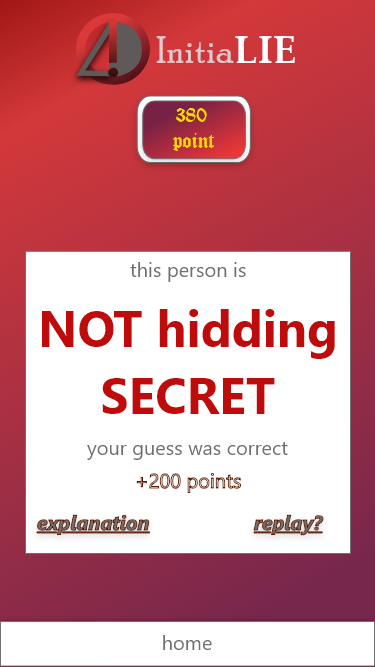 InitiaLIE
380
point
this person is
NOT hidding
SECRET
your guess was correct
+200 points
explanation replay?
home